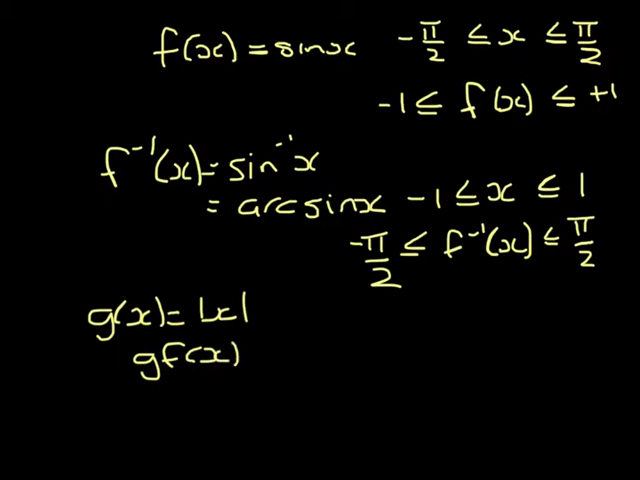 f(x) = sinx   -π/2 ≤ x ≤ π/2
-1 ≤ f(x) ≤ +1
f⁻¹(x) = sin⁻¹x
= arcsinx   -1 ≤ x ≤ 1
-π/2 ≤ f⁻¹(x) ≤ π/2
g(x) = |x|
gf(x)